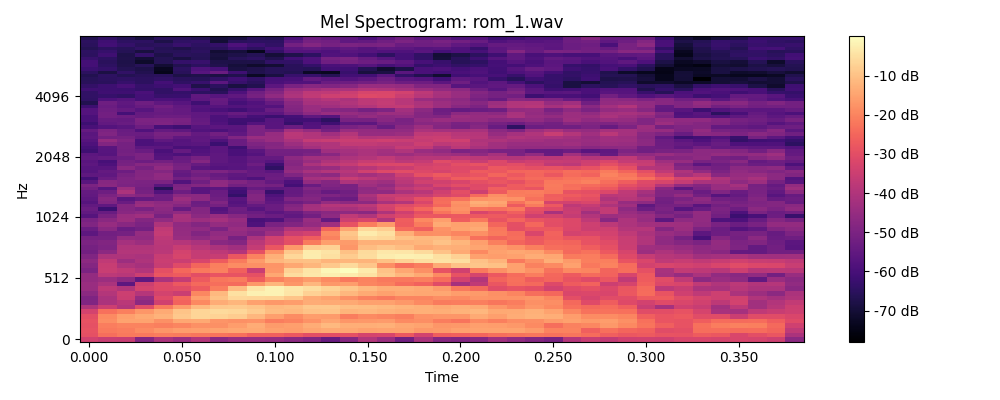 Mel Spectrogram: rom_1.wav
4096
2048
1024
512
0
Hz
0.000 0.050 0.100 0.150 0.200 0.250 0.300 0.350
Time
-10 dB
-20 dB
-30 dB
-40 dB
-50 dB
-60 dB
-70 dB